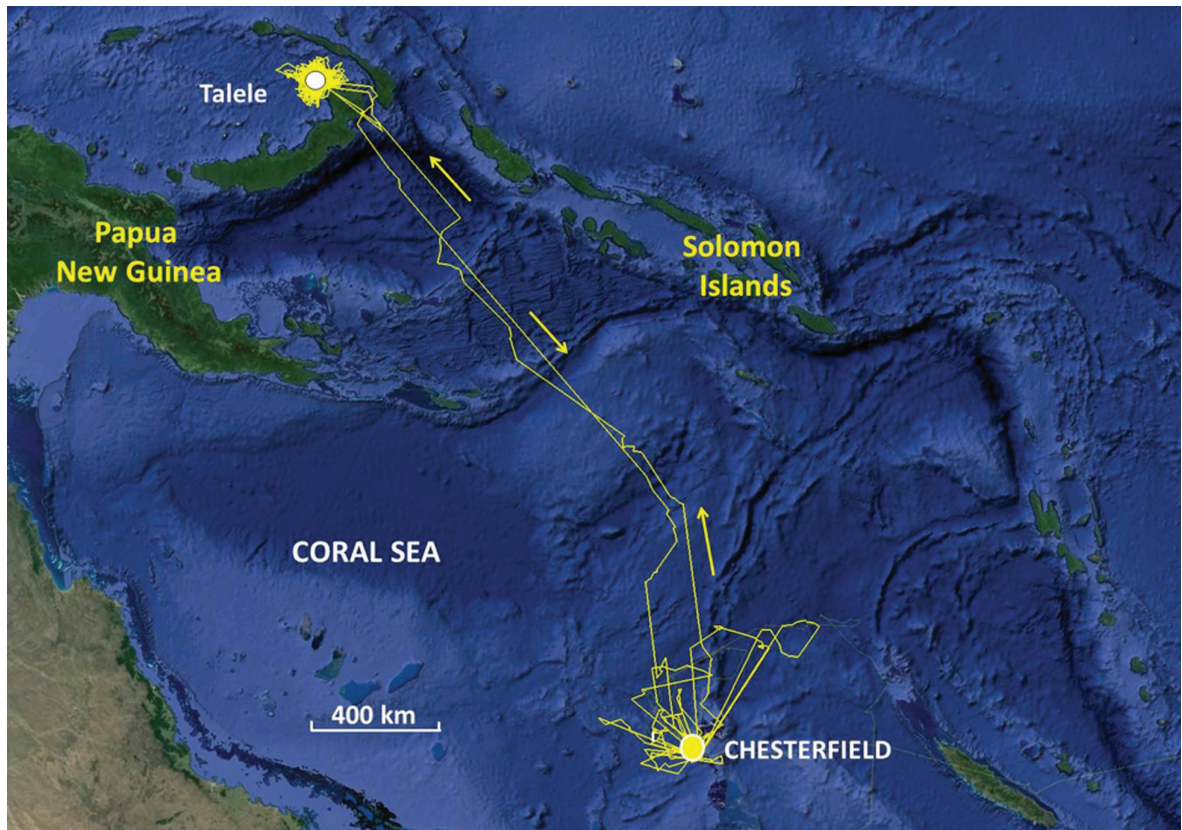 Talele
Papua
New Guinea
Solomon
Islands
CORAL SEA
400 km
CHESTERFIELD